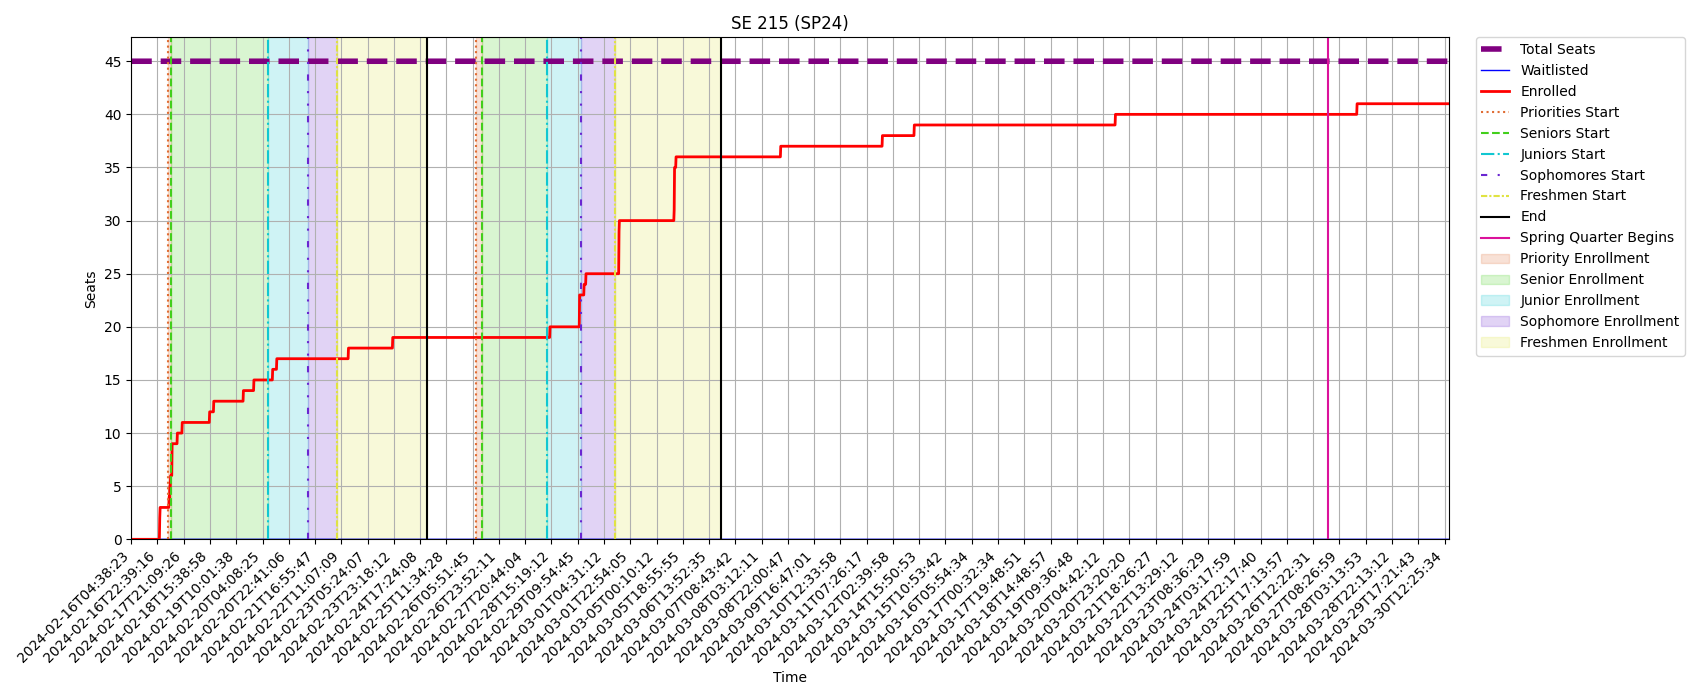 SE 215 (SP24)
Seats
45
40
35
30
25
20
15
10
5
0
2024-02-16T04:38:23
2024-02-16T22:39:16
2024-02-17T21:09:26
2024-02-18T15:38:58
2024-02-19T10:01:38
2024-02-20T04:08:25
2024-02-20T22:41:06
2024-02-21T16:55:47
2024-02-22T11:07:09
2024-02-23T05:24:07
2024-02-23T23:18:12
2024-02-24T17:24:08
2024-02-25T11:34:28
2024-02-26T05:51:45
2024-02-26T23:52:11
2024-02-27T20:44:04
2024-02-28T15:19:12
2024-02-29T09:54:45
2024-03-01T04:31:12
2024-03-01T22:54:05
2024-03-05T00:10:12
2024-03-05T18:55:55
2024-03-06T13:52:35
2024-03-07T08:43:42
2024-03-08T03:12:11
2024-03-08T22:00:47
2024-03-09T16:47:01
2024-03-10T12:33:58
2024-03-11T07:26:17
2024-03-12T02:39:58
2024-03-14T15:50:53
2024-03-15T10:53:42
2024-03-16T05:54:34
2024-03-17T00:32:34
2024-03-17T19:48:51
2024-03-18T14:48:57
2024-03-19T09:36:48
2024-03-20T04:42:12
2024-03-20T23:20:20
2024-03-21T18:26:27
2024-03-22T13:29:12
2024-03-23T08:36:29
2024-03-24T03:17:59
2024-03-24T22:17:40
2024-03-25T17:13:57
2024-03-26T12:22:31
2024-03-27T08:26:59
2024-03-28T03:13:53
2024-03-28T22:13:12
2024-03-29T17:21:43
2024-03-30T12:25:34
Time
Total Seats
Waitlisted
Enrolled
Priorities Start
Seniors Start
Juniors Start
Sophomores Start
Freshmen Start
End
Spring Quarter Begins
Priority Enrollment
Senior Enrollment
Junior Enrollment
Sophomore Enrollment
Freshmen Enrollment